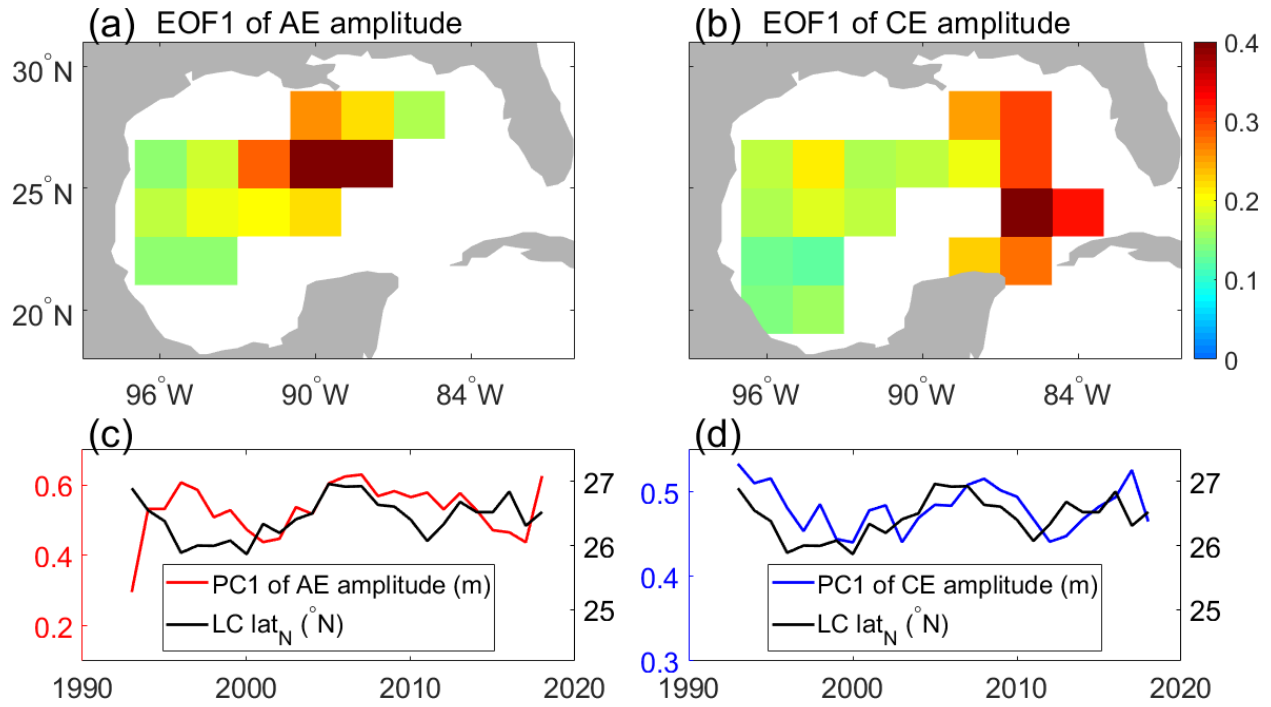 (a) EOF1 of AE amplitude
(b) EOF1 of CE amplitude
30°N
25°N
20°N
96°W 90°W 84°W
96°W 90°W 84°W
0.4
0.3
0.2
0.1
0
(c)
0.6
0.4
0.2
27
26
25
PC1 of AE amplitude (m)
LC lat_N (°N)
1990 2000 2010 2020
(d)
0.5
0.4
0.3
27
26
25
PC1 of CE amplitude (m)
LC lat_N (°N)
1990 2000 2010 2020